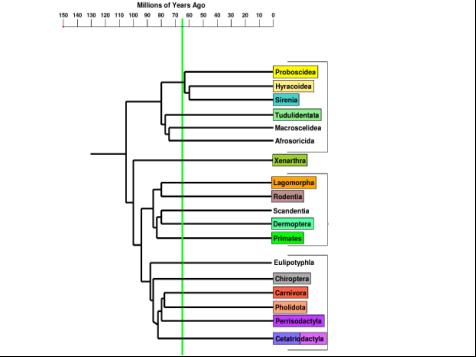 Millions of Years Ago
150 140 130 120 110 100 90 80 70 60 50 40 30 20 10 0
Proboscidea
Hyracoidea
Sirenia
Tudulidentata
Macroscelidea
Afrosoricida
Xenarthra
Lagomorpha
Rodentia
Scandentia
Dermoptera
Primates
Eulipotyphla
Chiroptera
Carnivora
Pholidota
Perrisodactyla
Cetatriodactyla